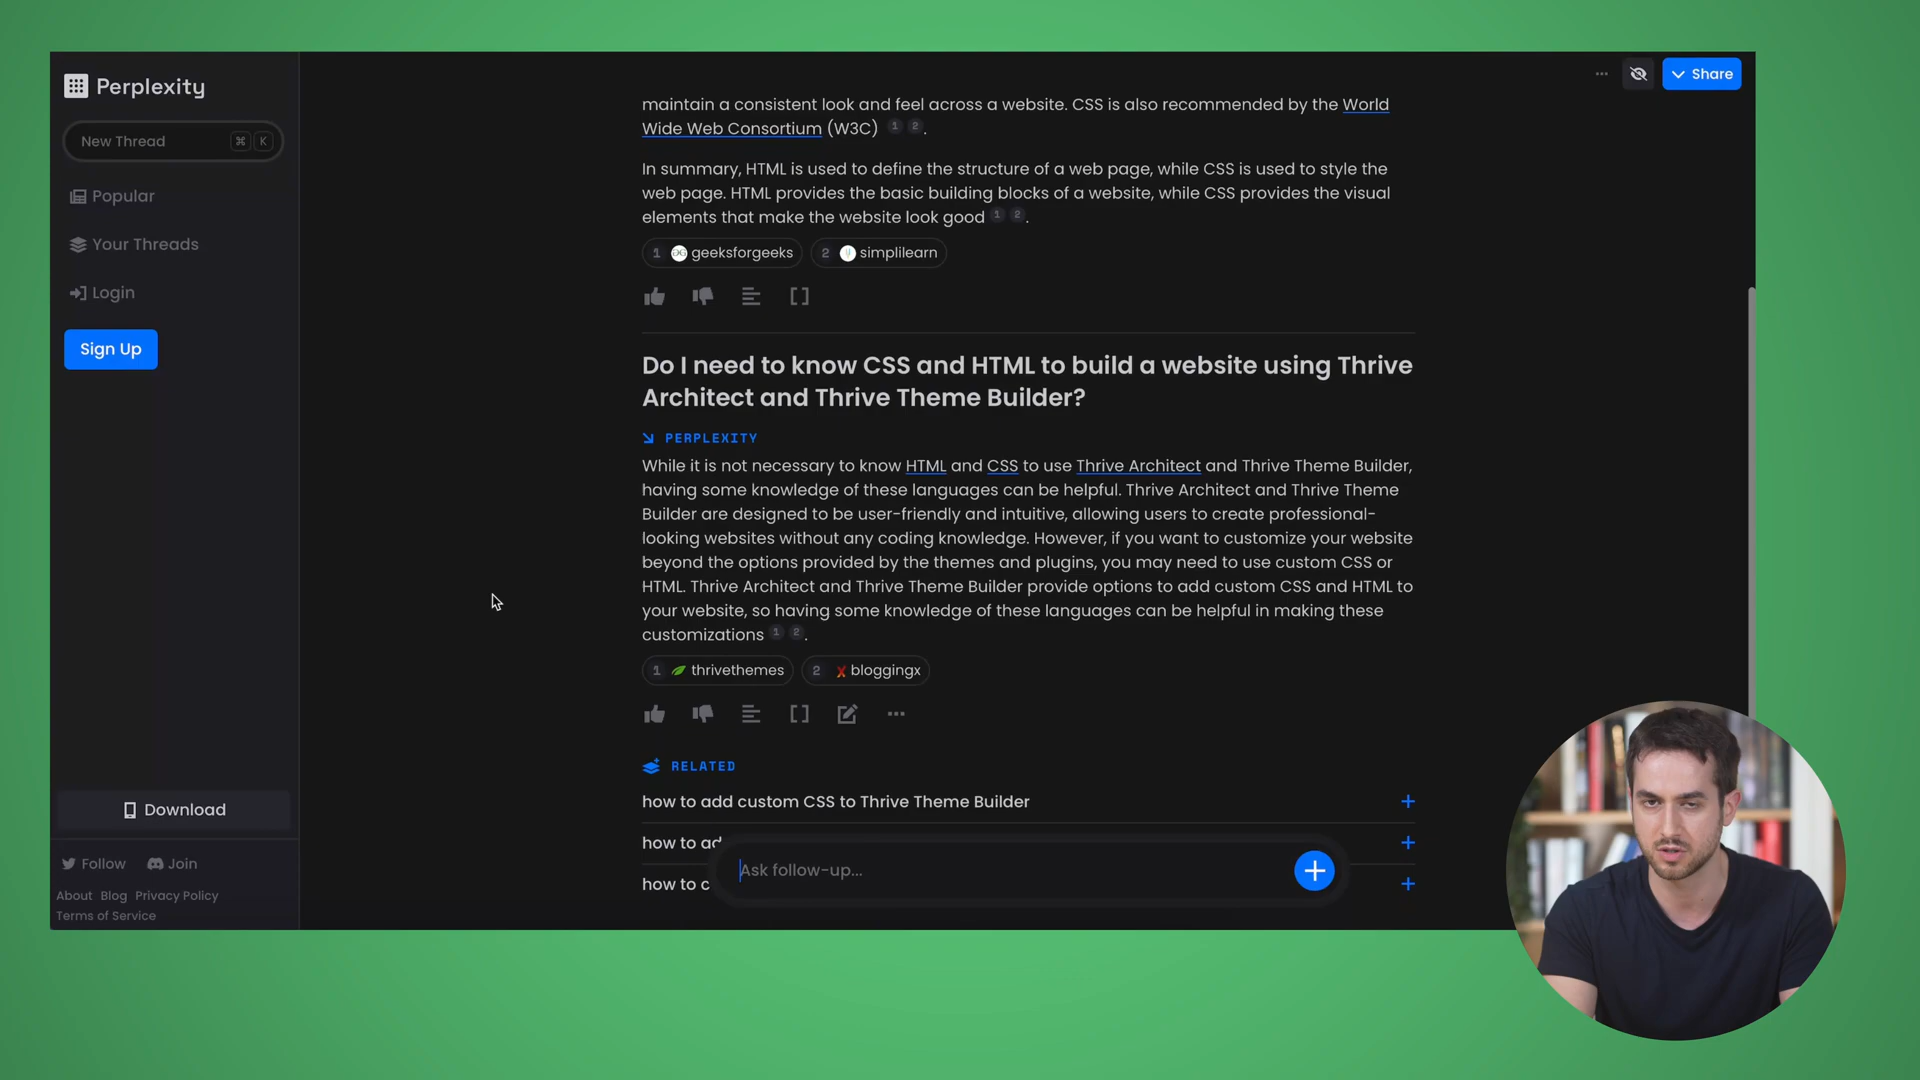 Perplexity
New Thread ⌘ K
Popular
Your Threads
Login
Sign Up
Download
Follow Join
About Blog Privacy Policy
Terms of Service
Share
maintain a consistent look and feel across a website. CSS is also recommended by the World
Wide Web Consortium (W3C) 1 2.
In summary, HTML is used to define the structure of a web page, while CSS is used to style the
web page. HTML provides the basic building blocks of a website, while CSS provides the visual
elements that make the website look good 1 2.
1 geeksforgeeks 2 simplilearn
Do I need to know CSS and HTML to build a website using Thrive
Architect and Thrive Theme Builder?
PERPLEXITY
While it is not necessary to know HTML and CSS to use Thrive Architect and Thrive Theme Builder,
having some knowledge of these languages can be helpful. Thrive Architect and Thrive Theme
Builder are designed to be user-friendly and intuitive, allowing users to create professional-
looking websites without any coding knowledge. However, if you want to customize your website
beyond the options provided by the themes and plugins, you may need to use custom CSS or
HTML. Thrive Architect and Thrive Theme Builder provide options to add custom CSS and HTML to
your website, so having some knowledge of these languages can be helpful in making these
customizations 1 2.
1 thrivethemes 2 bloggingx
RELATED
how to add custom CSS to Thrive Theme Builder
how to ad
Ask follow-up...
how to c